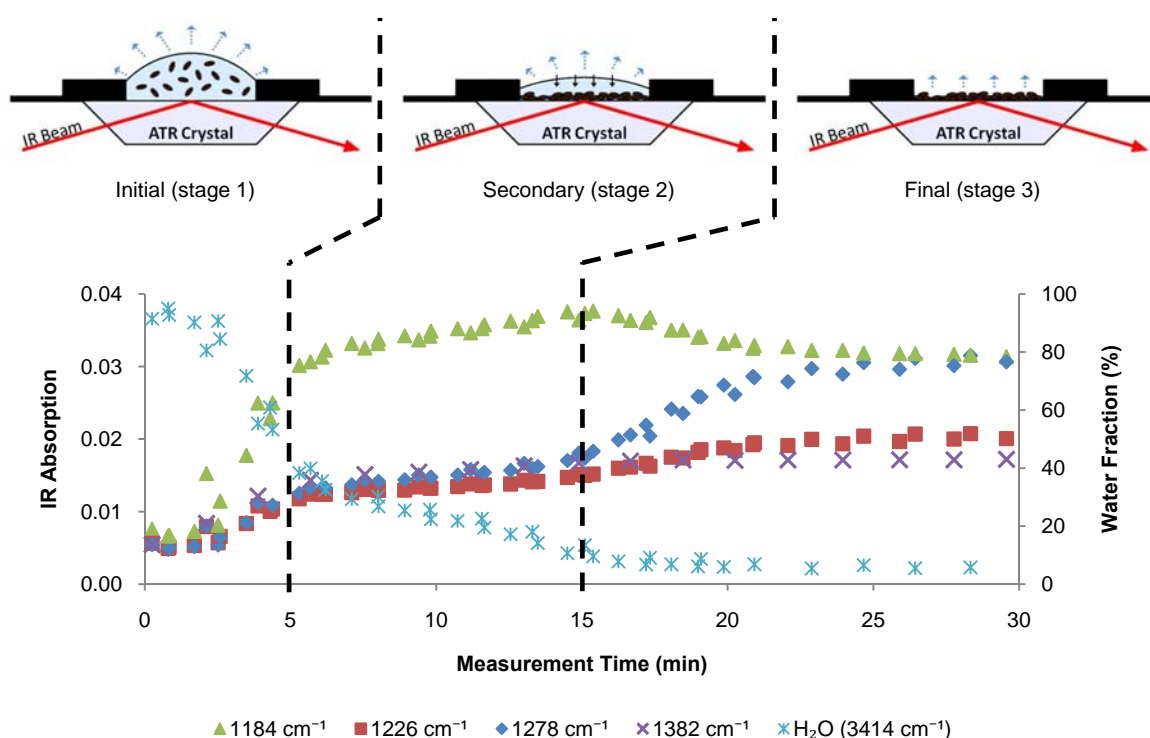 IR Beam
ATR Crystal
IR Beam
ATR Crystal
IR Beam
ATR Crystal
Initial (stage 1)
Secondary (stage 2)
Final (stage 3)
0.04
0.03
0.02
0.01
0.00
IR Absorption
100
80
60
40
20
0
Water Fraction (%)
0
5
10
15
20
25
30
Measurement Time (min)
1184 cm⁻¹
1226 cm⁻¹
1278 cm⁻¹
1382 cm⁻¹
H₂O (3414 cm⁻¹)